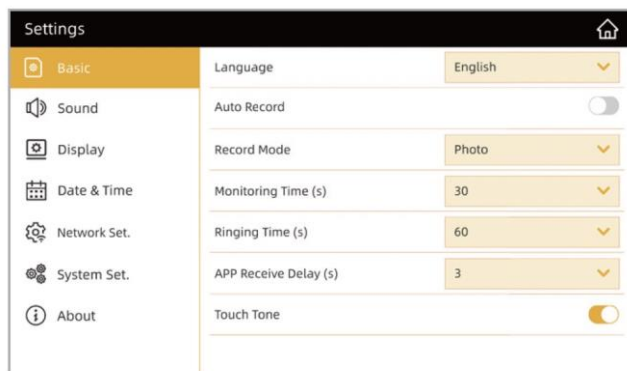 Settings
Basic
Sound
Display
Date & Time
Network Set.
System Set.
About
Language English
Auto Record
Record Mode Photo
Monitoring Time (s) 30
Ringing Time (s) 60
APP Receive Delay (s) 3
Touch Tone